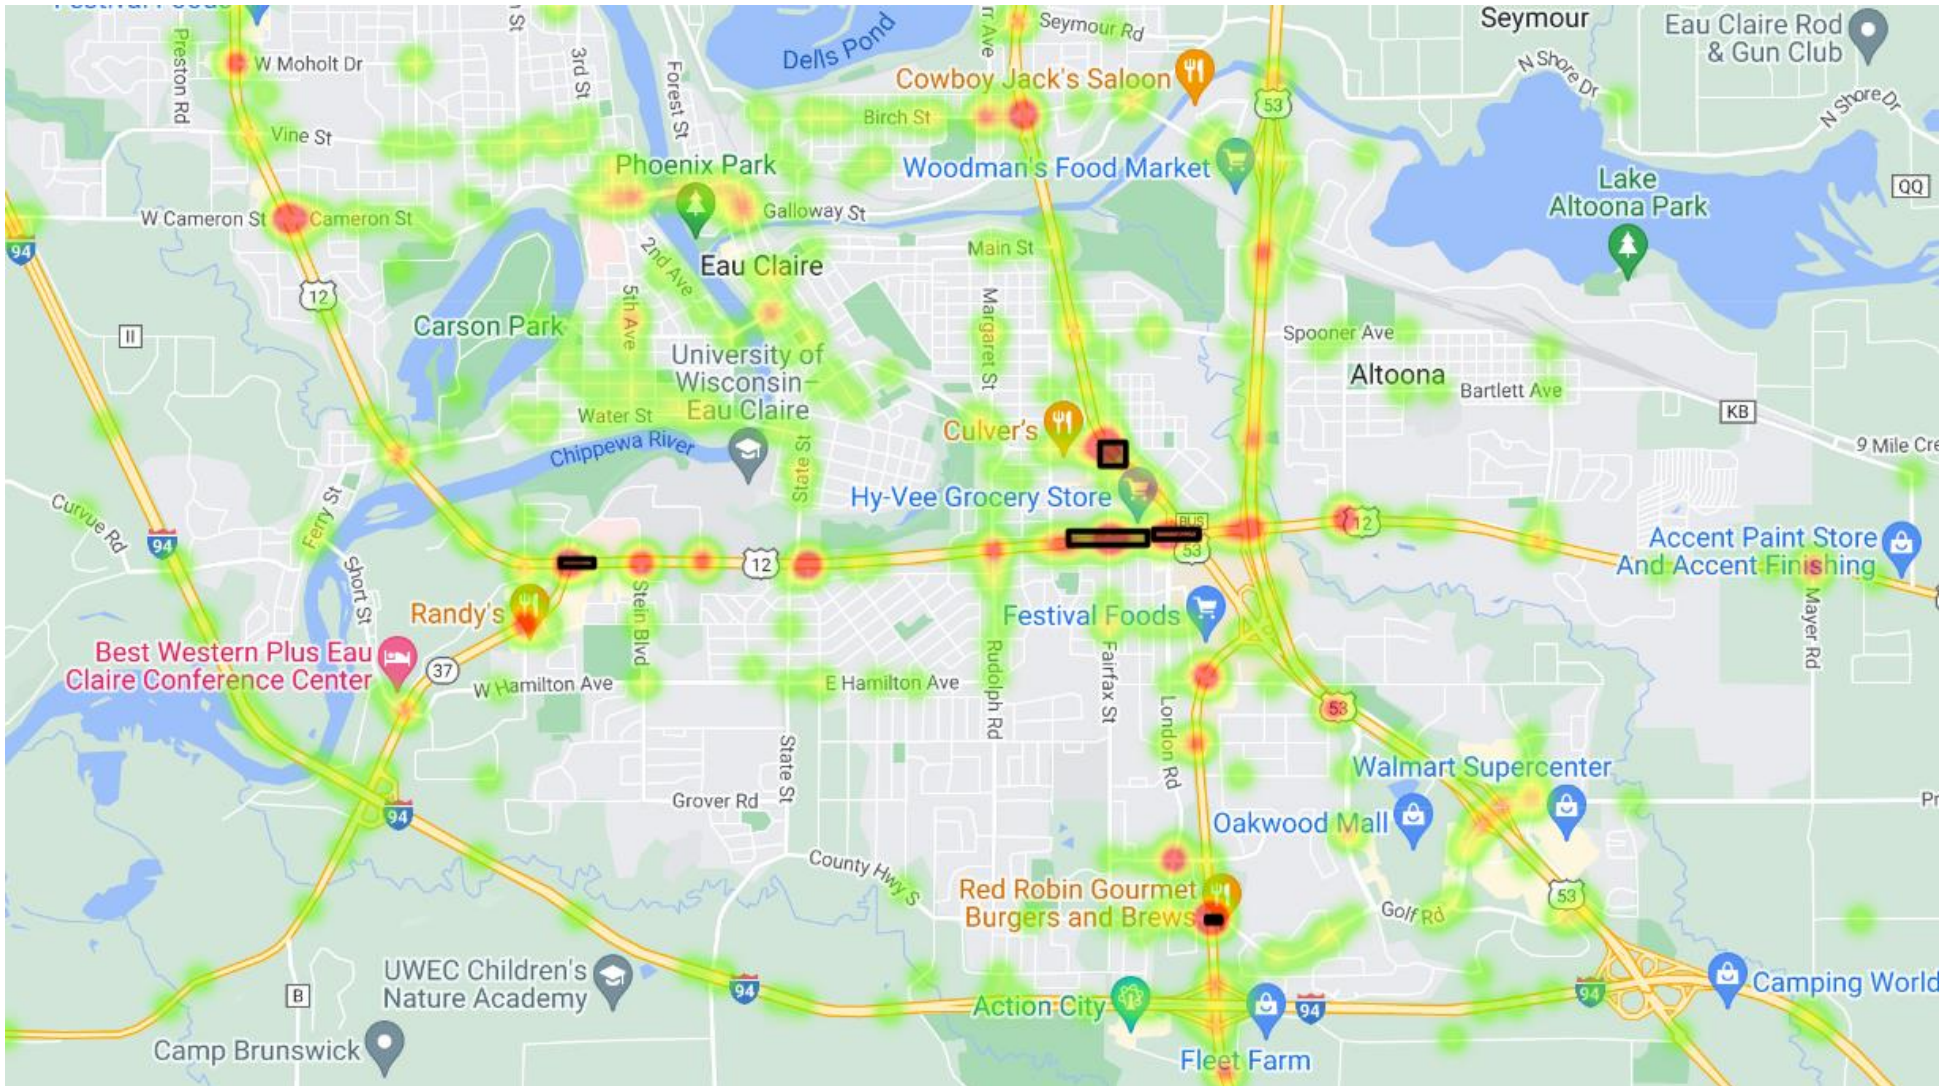 Seymour
Eau Claire Rod
& Gun Club
Seymour Rd
Dells Pond
Preston Rd
W Moholt Dr
3rd St
Forest St
N Shore Dr
N Shore Dr
Cowboy Jack's Saloon
53
Birch St
Vine St
Phoenix Park
Woodman's Food Market
Lake
Altoona Park
QQ
W Cameron St
Cameron St
Galloway St
94
2nd Ave
Eau Claire
Main St
12
5th Ave
Margaret St
Carson Park
II
Spooner Ave
University of
Wisconsin–
Eau Claire
Altoona
Bartlett Ave
KB
Water St
Culver's
Chippewa River
State St
9 Mile Cre
Hy-Vee Grocery Store
Curvue Rd
Ferry St
94
BUS
53
12
12
Accent Paint Store
And Accent Finishing
Short St
Stein Blvd
Randy's
Festival Foods
Mayer Rd
Best Western Plus Eau
Claire Conference Center
37
W Hamilton Ave
E Hamilton Ave
Rudolph Rd
Fairfax St
London Rd
53
State St
Walmart Supercenter
Grover Rd
94
Oakwood Mall
Pr
County Hwy S
Red Robin Gourmet
Burgers and Brews
Golf Rd
53
UWEC Children's
Nature Academy
B
94
Action City
94
94
Camping World
Camp Brunswick
Fleet Farm